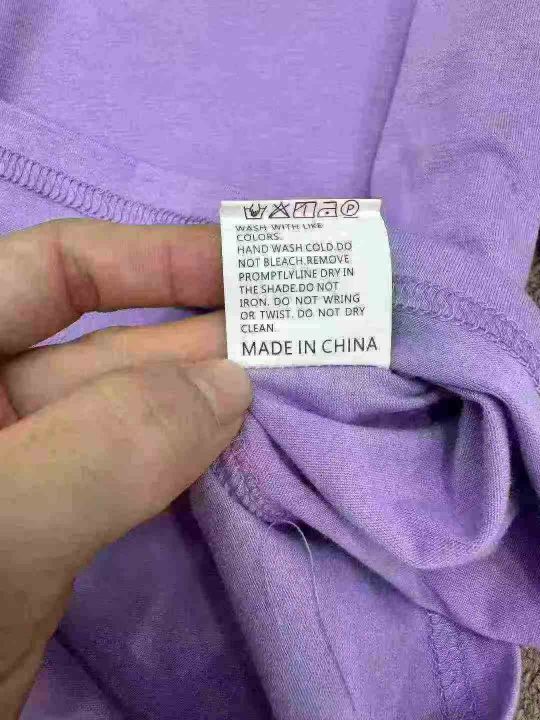 WASH WITH LIKE
COLORS.
HAND WASH COLD.DO
NOT BLEACH.REMOVE
PROMPTLYLINE DRY IN
THE SHADE.DO NOT
IRON. DO NOT WRING
OR TWIST. DO NOT DRY
CLEAN
MADE IN CHINA